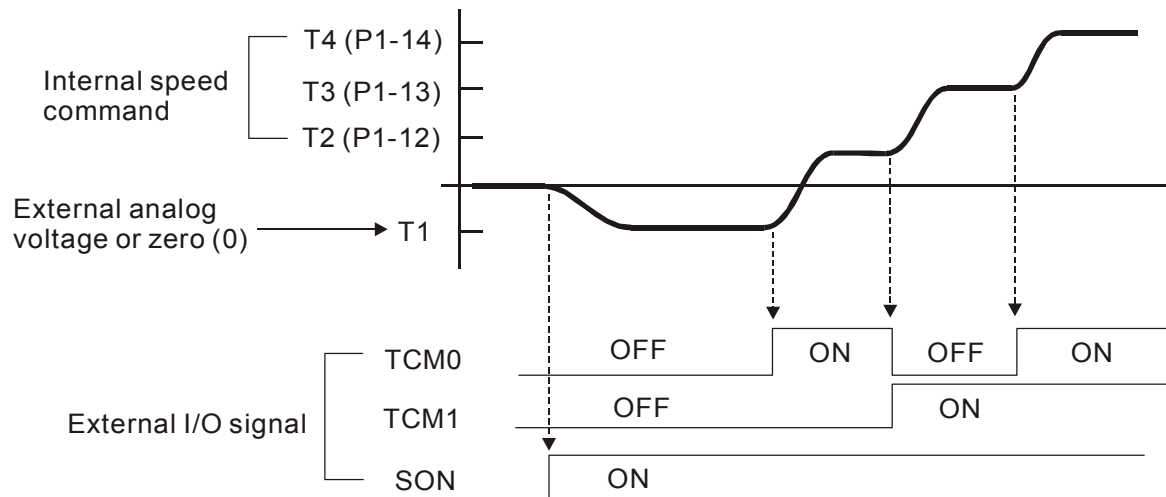 T4 (P1-14)
Internal speed
command
T3 (P1-13)
T2 (P1-12)
External analog
voltage or zero (0)
T1
External I/O signal
TCM0
OFF
ON
OFF
ON
TCM1
OFF
ON
SON
ON